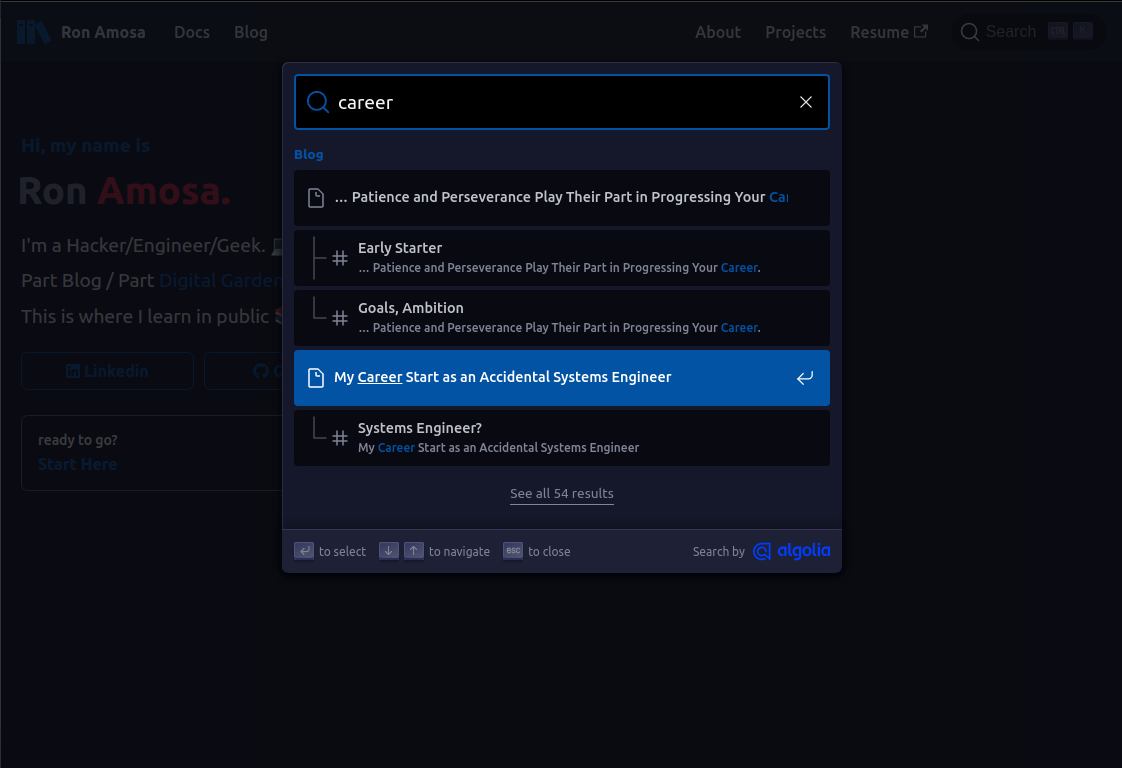 Ron Amosa Docs Blog About Projects Resume Search
career
Blog
... Patience and Perseverance Play Their Part in Progressing Your
Early Starter
... Patience and Perseverance Play Their Part in Progressing Your Career.
Goals, Ambition
... Patience and Perseverance Play Their Part in Progressing Your Career.
My Career Start as an Accidental Systems Engineer
Systems Engineer?
My Career Start as an Accidental Systems Engineer
See all 54 results
to select to navigate esc to close Search by algolia
Hi, my name is
Ron Amosa.
I'm a Hacker/Engineer/Geek.
Part Blog / Part Digital Garden
This is where I learn in public
Linkedin
ready to go?
Start Here